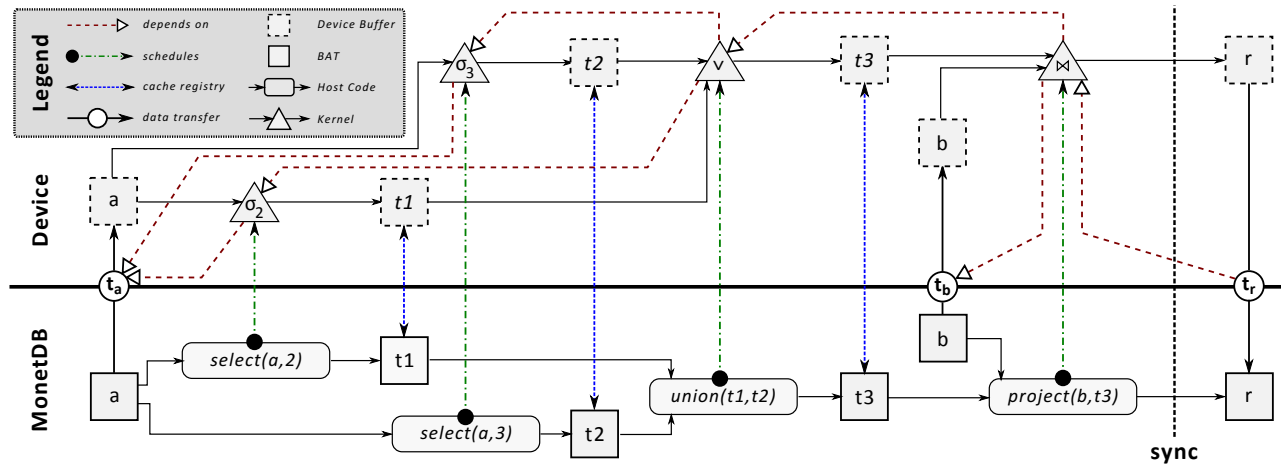 Legend
depends on
Device Buffer
schedules
BAT
cache registry
Host Code
data transfer
Kernel
Device
σ3
t2
∨
t3
⋈
r
b
a
σ2
t1
ta
tb
tr
MonetDB
a
select(a,2)
t1
select(a,3)
t2
union(t1,t2)
t3
b
project(b,t3)
r
sync